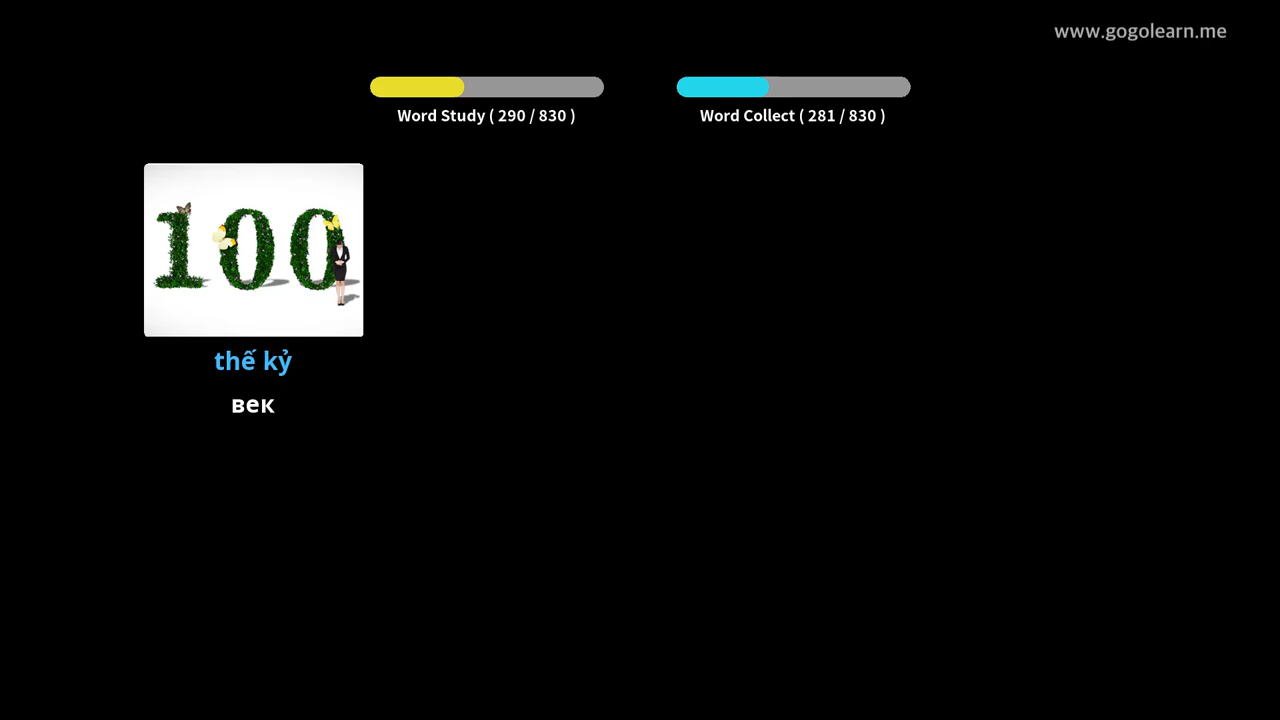 www.gogolearn.me
Word Study ( 290 / 830 )
Word Collect ( 281 / 830 )
100
thế kỷ
век